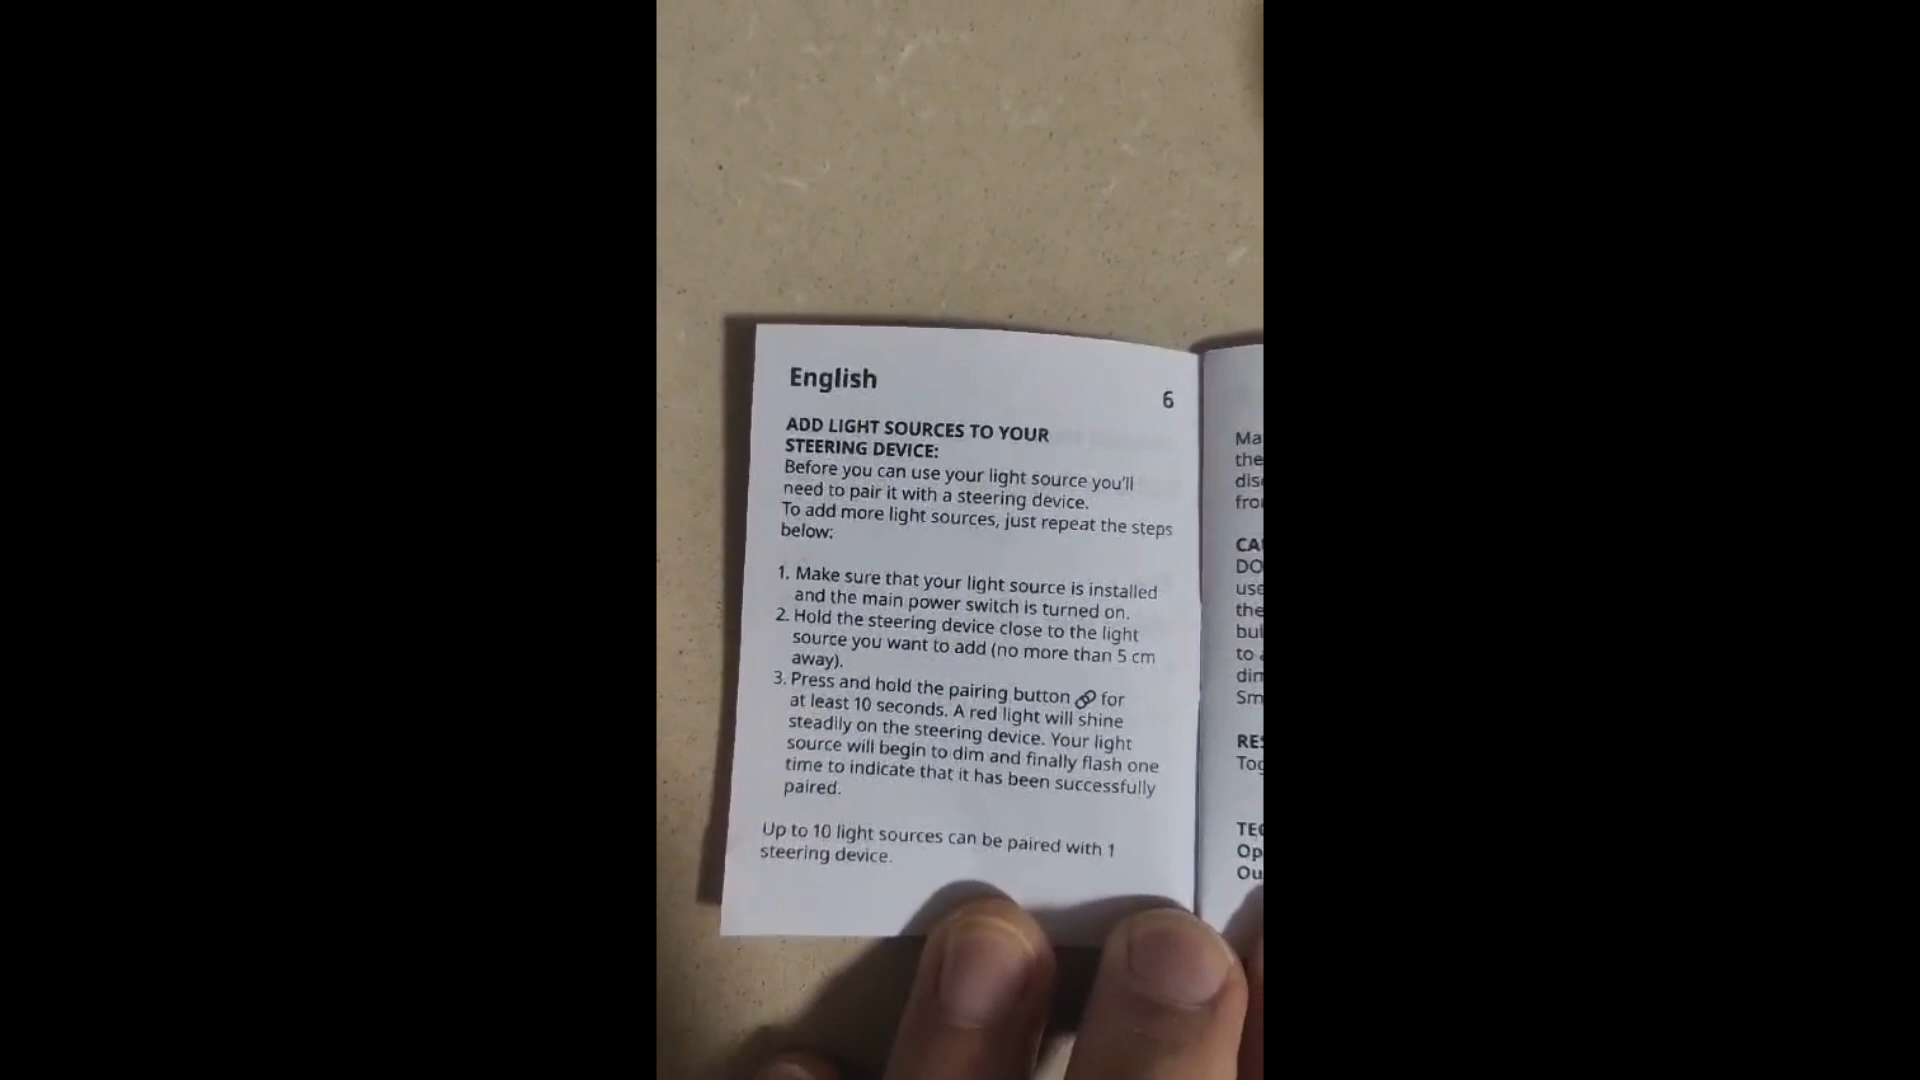 English
6
ADD LIGHT SOURCES TO YOUR
STEERING DEVICE:
Before you can use your light source you'll
need to pair it with a steering device.
To add more light sources, just repeat the steps
below:
1. Make sure that your light source is installed
and the main power switch is turned on.
2. Hold the steering device close to the light
source you want to add (no more than 5 cm
away).
3. Press and hold the pairing button for
at least 10 seconds. A red light will shine
steadily on the steering device. Your light
source will begin to dim and finally flash one
time to indicate that it has been successfully
paired.
Up to 10 light sources can be paired with 1
steering device.